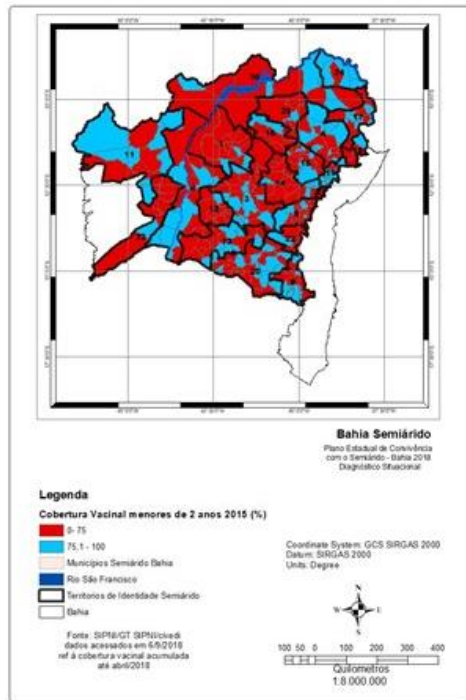 Bahia Semiárido
Plano Estadual de Convivência
com o Semiárido - Bahia 2018
Diagnóstico Situacional
Legenda
Cobertura Vacinal menores de 2 anos 2015 (%)
0- 75
75,1 - 100
Municípios Semiárido Bahia
Rio São Francisco
Territorios de Identidade Semiárido
Bahia
Coordinate System: GCS SIRGAS 2000
Datum: SIRGAS 2000
Units: Degree
Fonte: SIPNI/GT SIPNI/civedi
dados acessados em 6/9/2018
ref á cobertura vacinal acumulada
até abril/2018
N
W E
S
100 50 0 100 200 300 400
Quilometros
1:8.000.000